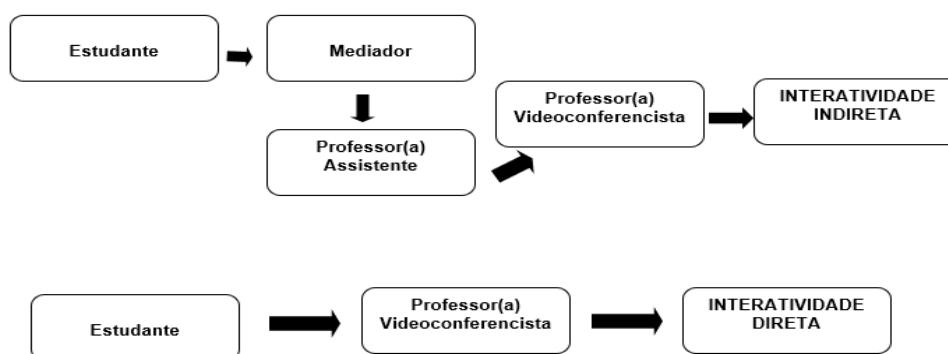 Estudante
Mediador
Professor(a)
Assistente
Professor(a)
Videoconferencista
INTERATIVIDADE
INDIRETA
Estudante
Professor(a)
Videoconferencista
INTERATIVIDADE
DIRETA